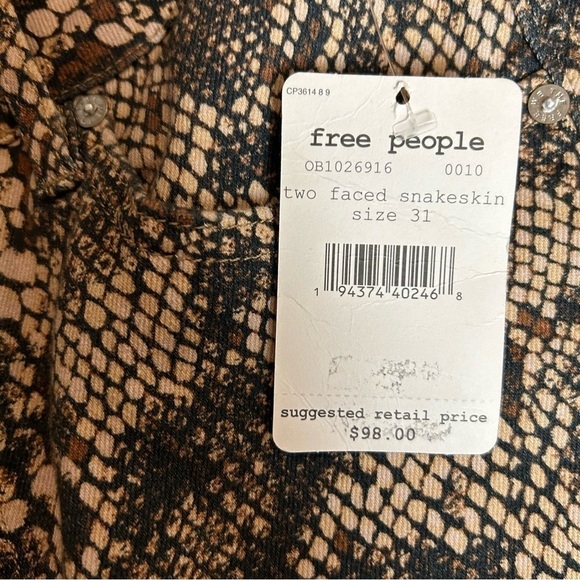 CP3614 8 9
free people
OB1026916 0010
two faced snakeskin
size 31
1 94374 40246 8
suggested retail price
$98.00